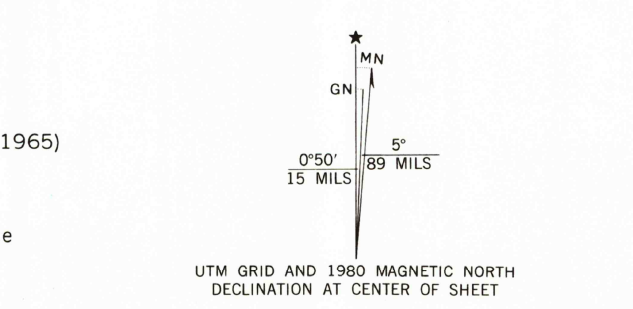 ★
MN
GN
1965)
5°
89 MILS
0°50′
15 MILS
e
UTM GRID AND 1980 MAGNETIC NORTH
DECLINATION AT CENTER OF SHEET